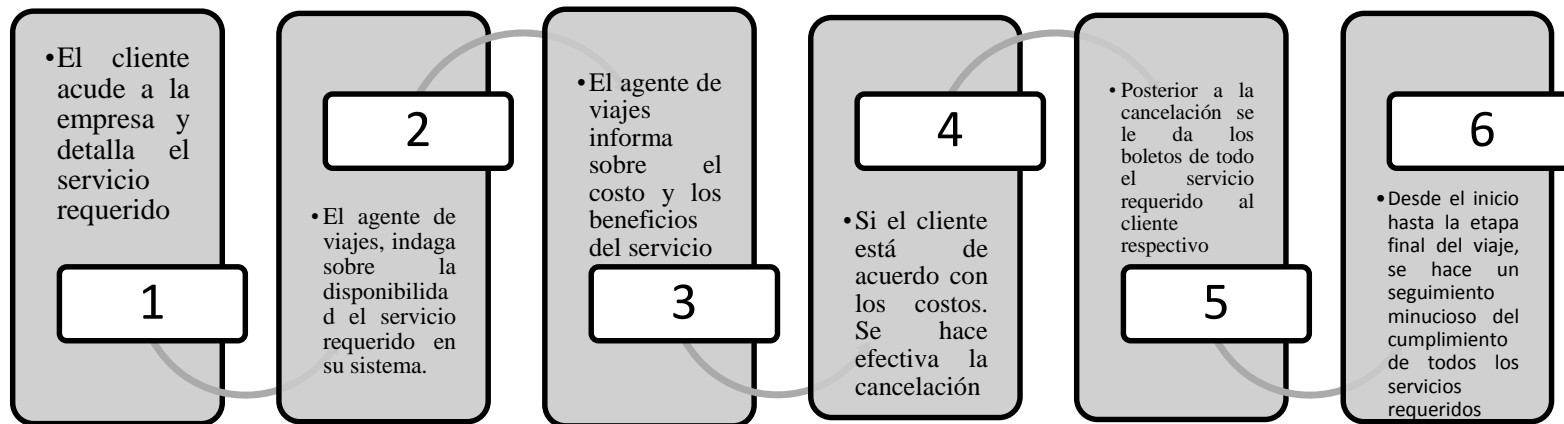 •El cliente
acude a la
empresa y
detalla el
servicio
requerido
1
2
•El agente de
viajes, indaga
sobre la
disponibilida
d el servicio
requerido en
su sistema.
•El agente de
viajes
informa
sobre el
costo y los
beneficios
del servicio
3
4
•Si el cliente
está de
acuerdo con
los costos.
Se hace
efectiva la
cancelación
•Posterior a la
cancelación se
le da los
boletos de todo
el servicio
requerido al
cliente
respectivo
5
6
•Desde el inicio
hasta la etapa
final del viaje,
se hace un
seguimiento
minucioso del
cumplimiento
de todos los
servicios
requeridos